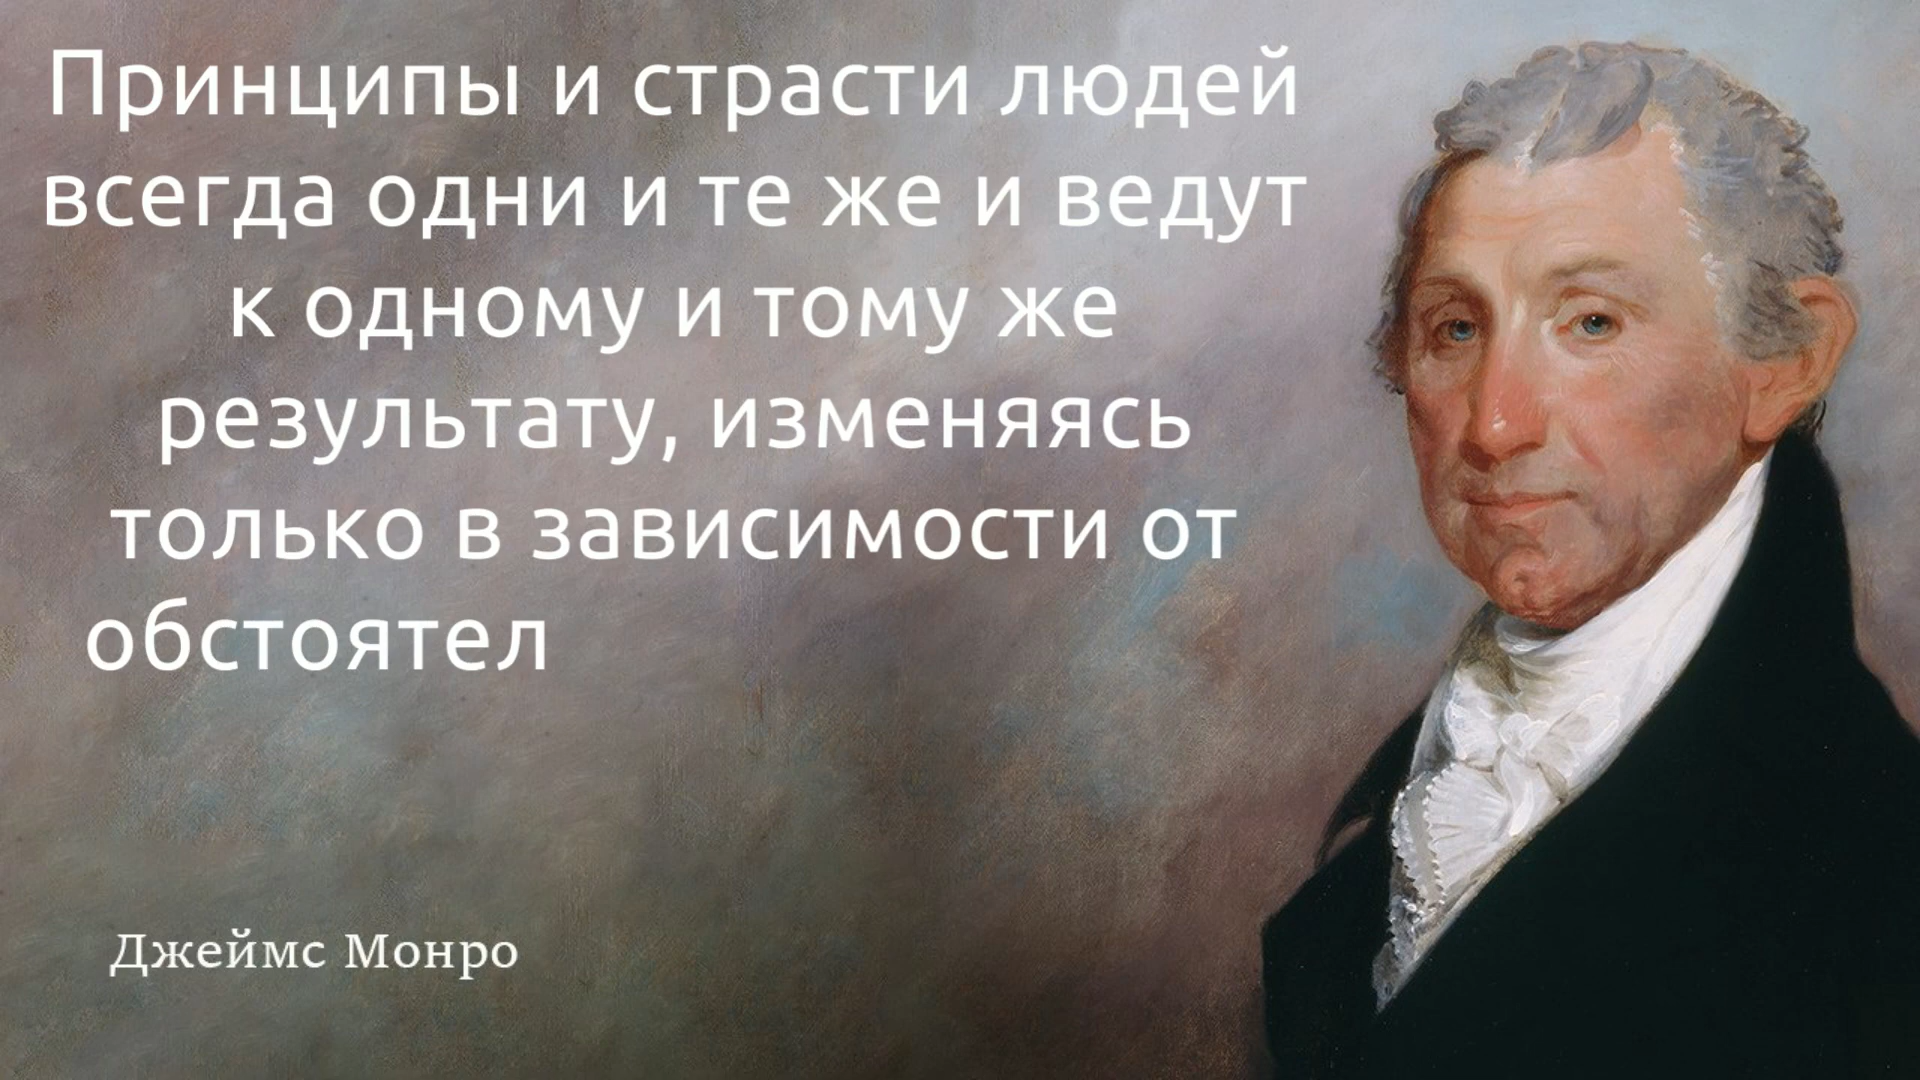 Принципы и страсти людей
всегда одни и те же и ведут
к одному и тому же
результату, изменяясь
только в зависимости от
обстоятел
Джеймс Монро